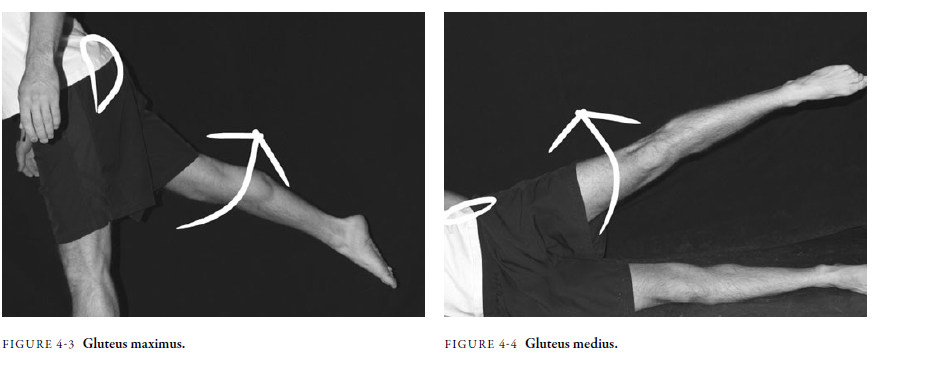 FIGURE 4-3 Gluteus maximus.
FIGURE 4-4 Gluteus medius.